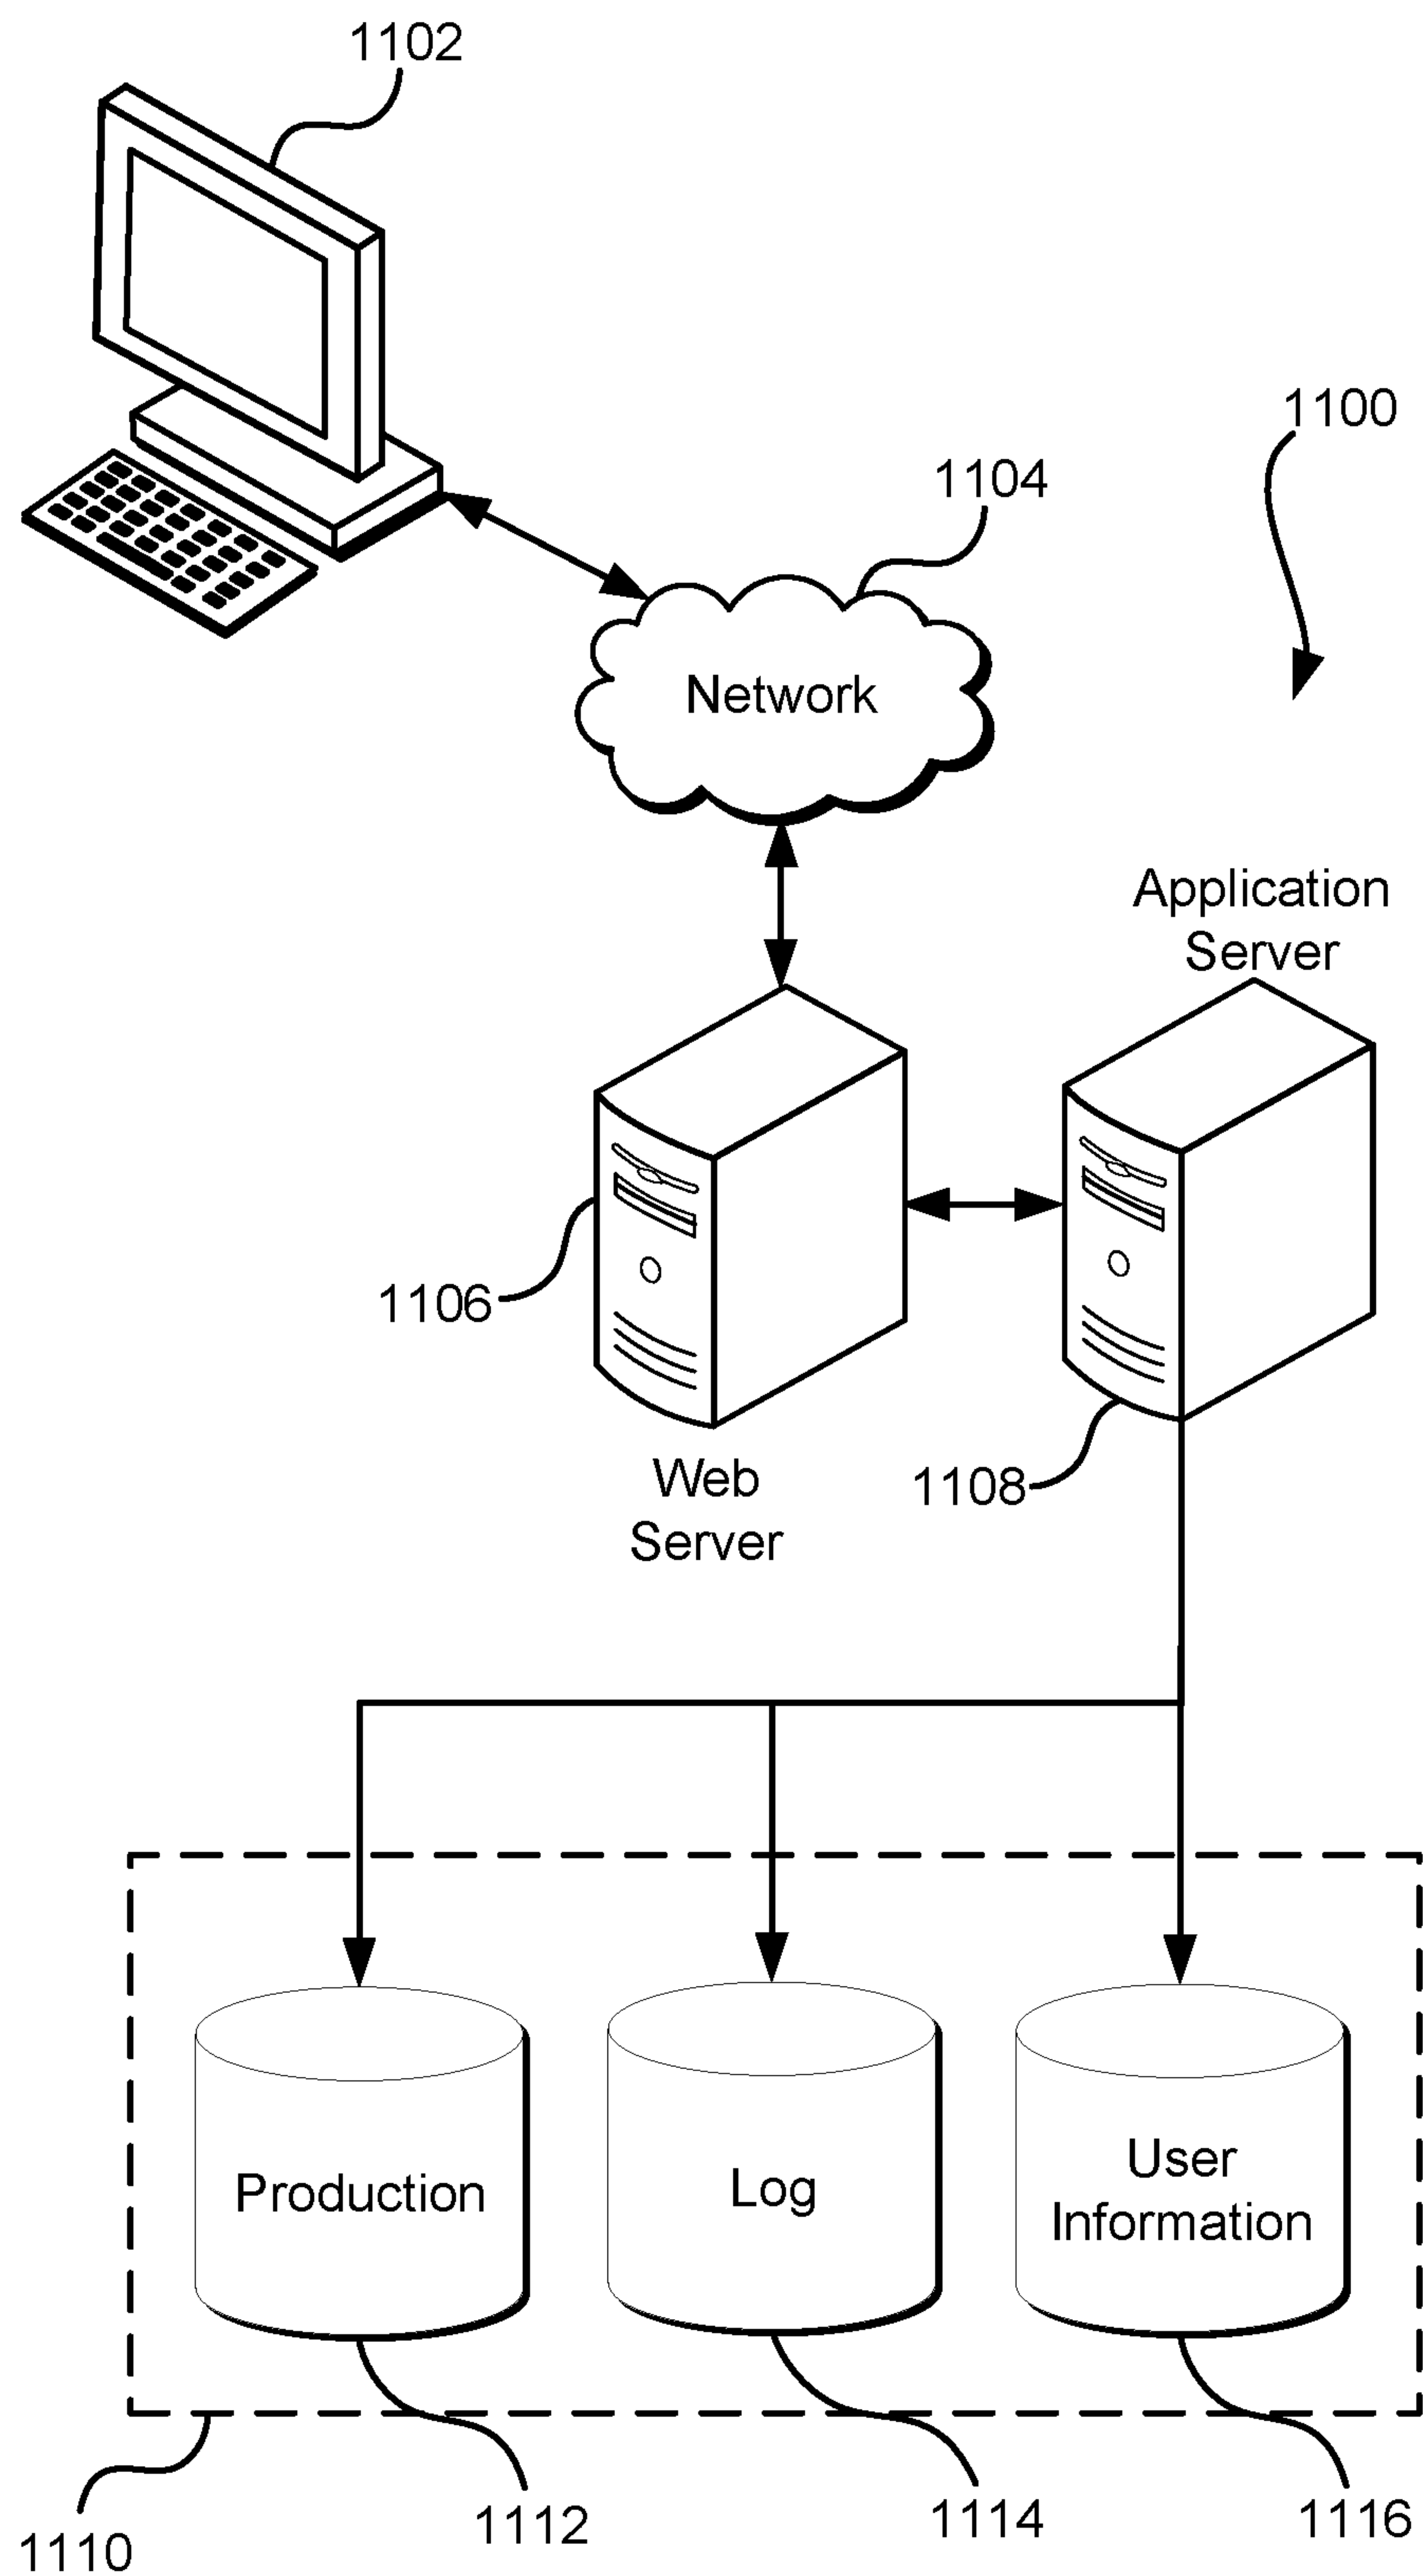 1102
1100
1104
Network
Application
Server
1106
1108
Web
Server
Production
Log
User
Information
1110
1112
1114
1116